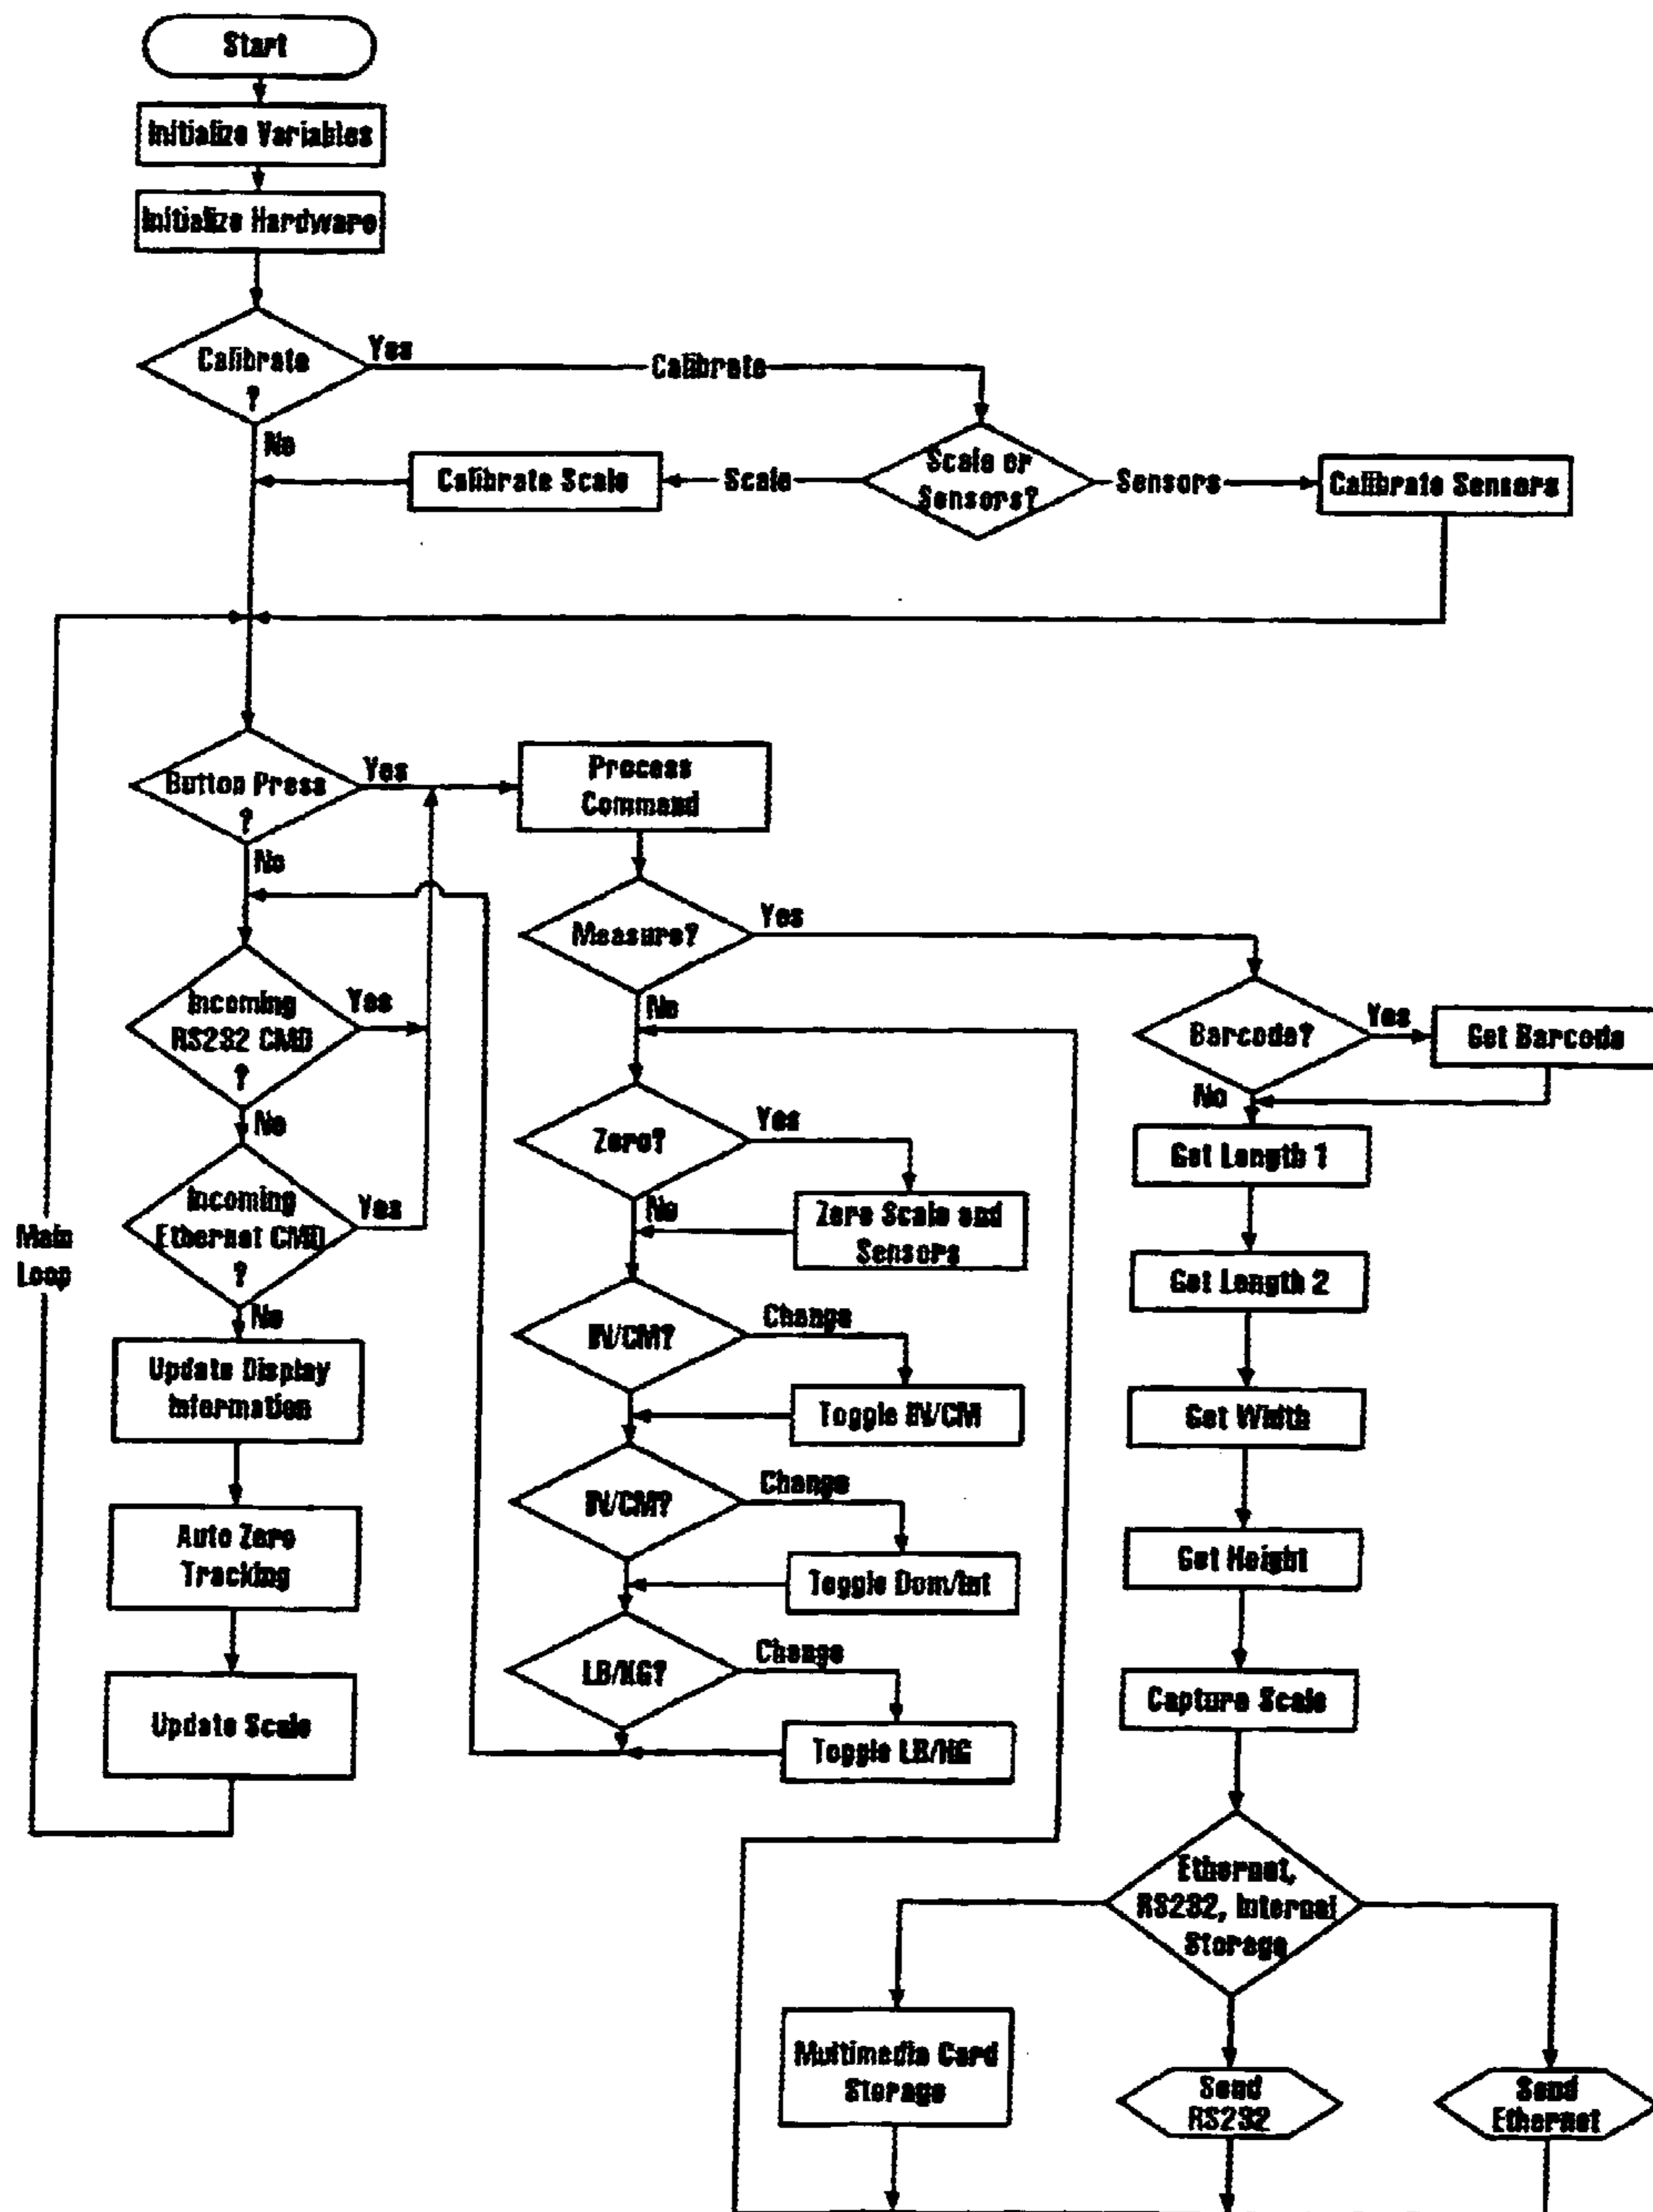 Start
Initialize Variables
Initialize Hardware
Calibrate
?
Yes
Calibrate
No
Scale or
Sensors?
Scale
Calibrate Scale
Sensors
Calibrate Sensors
Button Press
?
Yes
No
Process
Command
Measure?
Yes
No
Incoming
RS232 CMD
?
Yes
No
Incoming
Ethernet CMD
?
Yes
No
Main
Loop
Update Display
Information
Auto Zero
Tracking
Update Scale
Zero?
Yes
No
Zero Scale and
Sensors
IN/CM?
Change
Toggle IN/CM
IN/CM?
Change
Toggle Dom/Int
LB/KG?
Change
Toggle LB/KG
Barcode?
Yes
No
Get Barcode
Get Length 1
Get Length 2
Get Width
Get Height
Capture Scale
Ethernet,
RS232, Internal
Storage
Multimedia Card
Storage
Send
RS232
Send
Ethernet